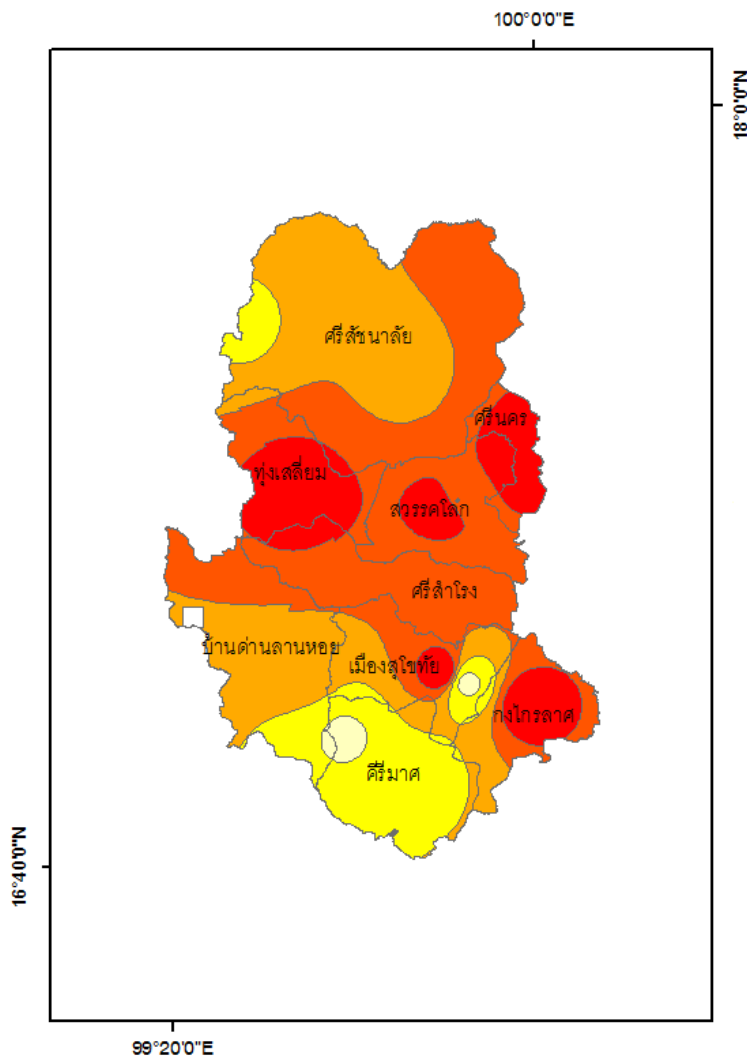 100°0'0"E
18°0'0"N
ศรีสัชนาลัย
ศรีนคร
ทุ่งเสลี่ยม
สวรรคโลก
ศรีสำโรง
บ้านด่านลานหอย
เมืองสุโขทัย
กงไกรลาศ
คีรีมาศ
16°40'0"N
99°20'0"E